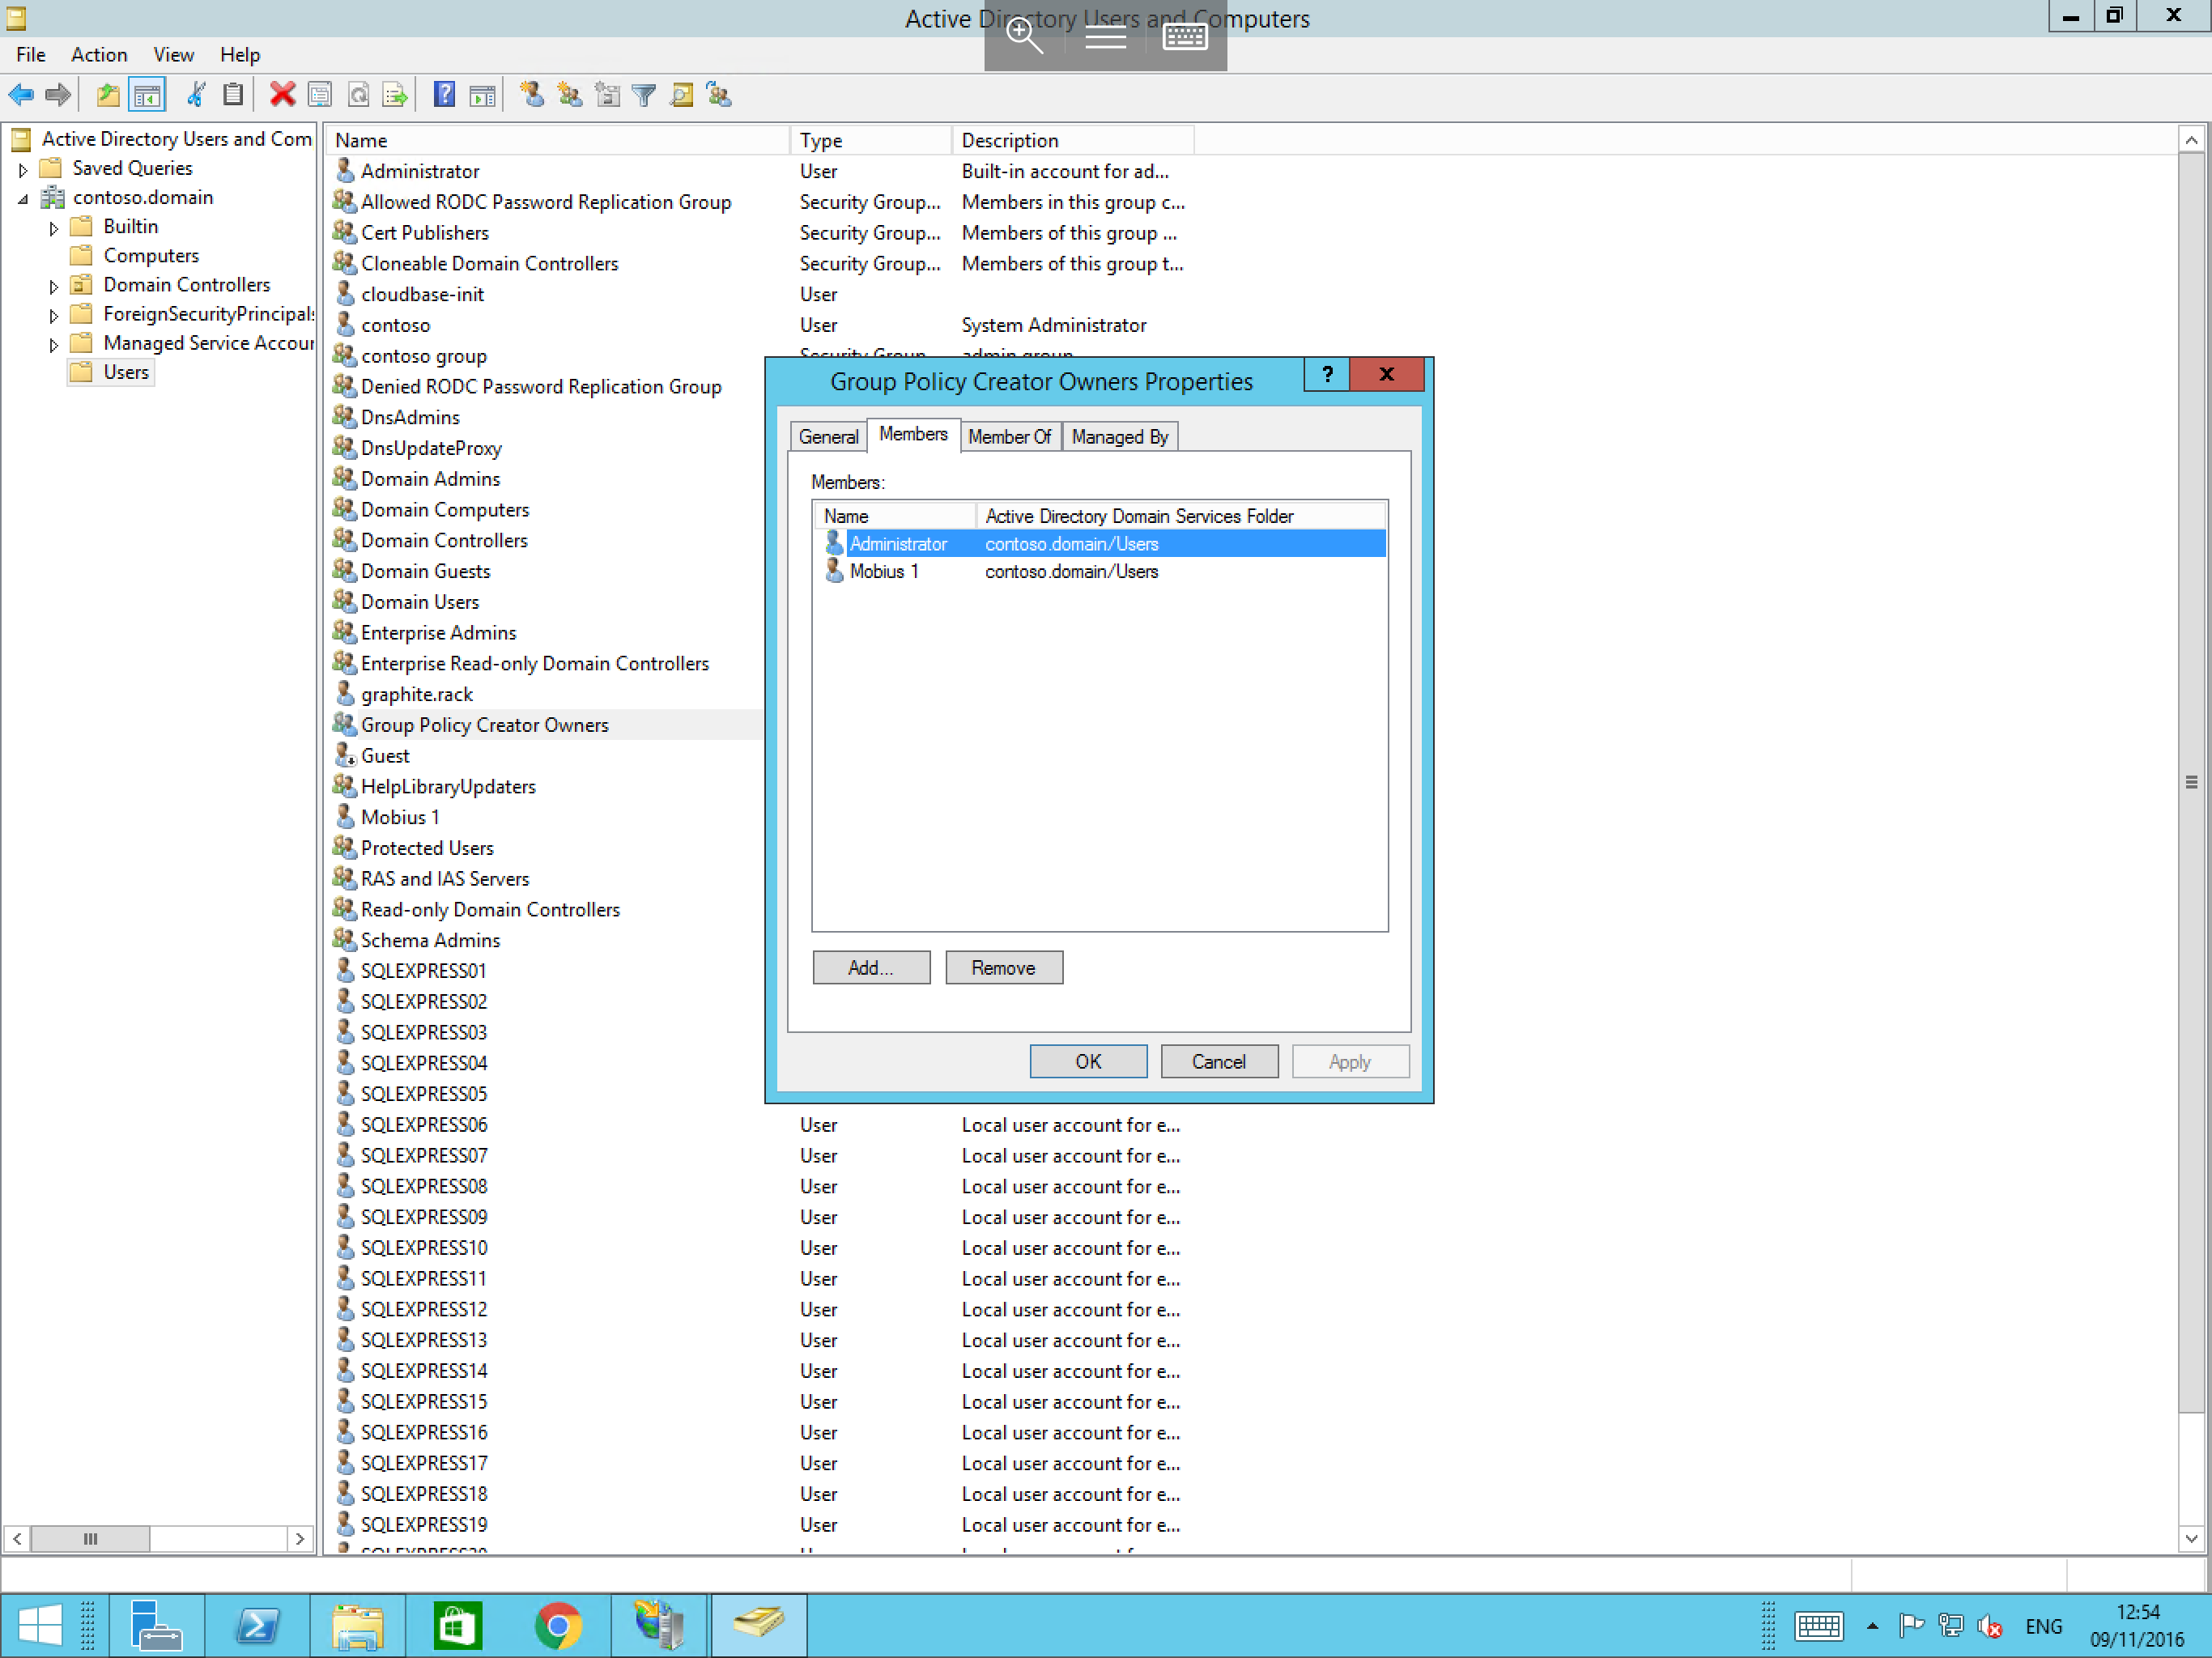 Active Directory Users and Computers
File Action View Help
Active Directory Users and Com
Saved Queries
contoso.domain
Builtin
Computers
Domain Controllers
ForeignSecurityPrincipals
Managed Service Accour
Users
Name Type Description
Administrator User Built-in account for ad...
Allowed RODC Password Replication Group Security Group... Members in this group c...
Cert Publishers Security Group... Members of this group ...
Cloneable Domain Controllers Security Group... Members of this group t...
cloudbase-init User
contoso User System Administrator
contoso group Security Group... admin group
Denied RODC Password Replication Group
DnsAdmins
DnsUpdateProxy
Domain Admins
Domain Computers
Domain Controllers
Domain Guests
Domain Users
Enterprise Admins
Enterprise Read-only Domain Controllers
graphite.rack
Group Policy Creator Owners
Guest
HelpLibraryUpdaters
Mobius 1
Protected Users
RAS and IAS Servers
Read-only Domain Controllers
Schema Admins
SQLEXPRESS01
SQLEXPRESS02
SQLEXPRESS03
SQLEXPRESS04
SQLEXPRESS05
SQLEXPRESS06 User Local user account for e...
SQLEXPRESS07 User Local user account for e...
SQLEXPRESS08 User Local user account for e...
SQLEXPRESS09 User Local user account for e...
SQLEXPRESS10 User Local user account for e...
SQLEXPRESS11 User Local user account for e...
SQLEXPRESS12 User Local user account for e...
SQLEXPRESS13 User Local user account for e...
SQLEXPRESS14 User Local user account for e...
SQLEXPRESS15 User Local user account for e...
SQLEXPRESS16 User Local user account for e...
SQLEXPRESS17 User Local user account for e...
SQLEXPRESS18 User Local user account for e...
SQLEXPRESS19 User Local user account for e...
Group Policy Creator Owners Properties ? x
General Members Member Of Managed By
Members:
Name Active Directory Domain Services Folder
Administrator contoso.domain/Users
Mobius 1 contoso.domain/Users
Add... Remove
OK Cancel Apply
ENG
12:54
09/11/2016